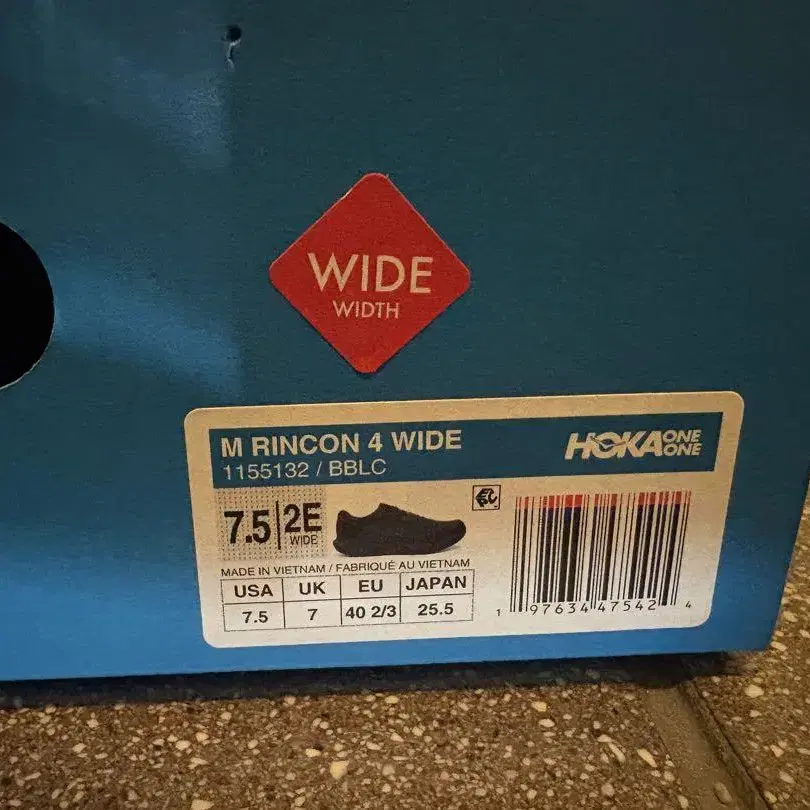 WIDE
WIDTH
M RINCON 4 WIDE
1155132 / BBLC
HOKA ONE ONE
7.5 2E
WIDE
MADE IN VIETNAM / FABRIQUÉ AU VIETNAM
USA UK EU JAPAN
7.5 7 40 2/3 25.5
1 97634 47542 4